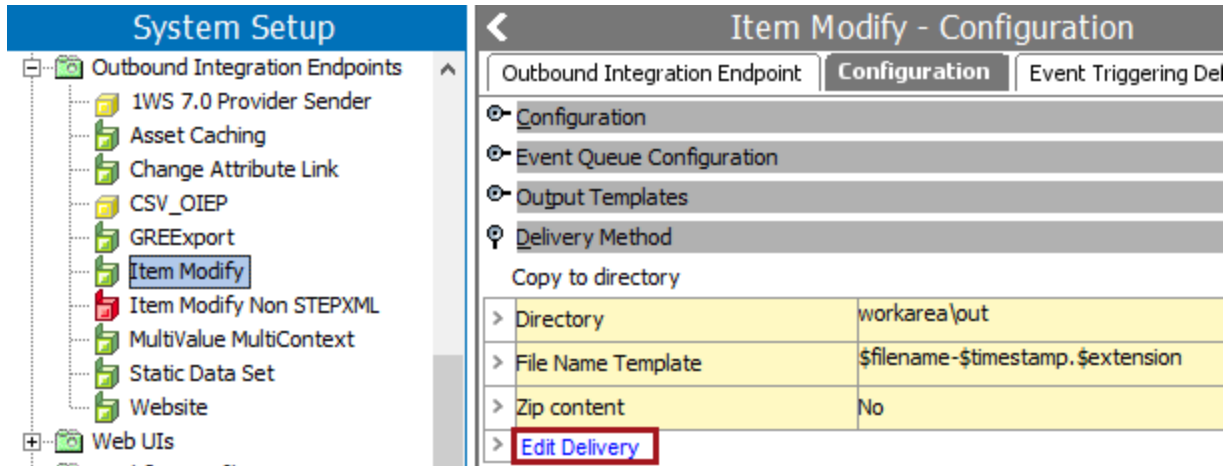 System Setup
Outbound Integration Endpoints
1WS 7.0 Provider Sender
Asset Caching
Change Attribute Link
CSV_OIEP
GREExport
Item Modify
Item Modify Non STEPXML
MultiValue MultiContext
Static Data Set
Website
Web UIs
Item Modify - Configuration
Outbound Integration Endpoint Configuration Event Triggering De
Configuration
Event Queue Configuration
Output Templates
Delivery Method
Copy to directory
> Directory workarea\out
> File Name Template $filename-$timestamp.$extension
> Zip content No
> Edit Delivery